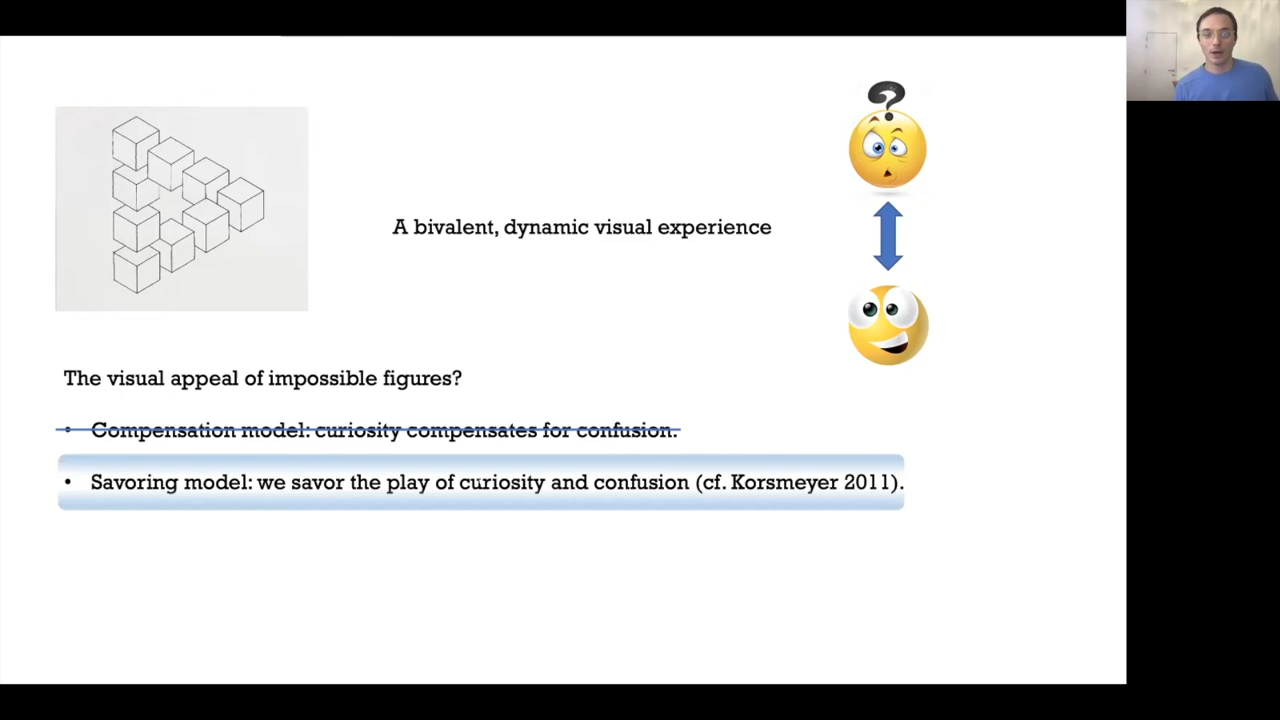 A bivalent, dynamic visual experience
?
The visual appeal of impossible figures?
• Compensation model: curiosity compensates for confusion.
• Savoring model: we savor the play of curiosity and confusion (cf. Korsmeyer 2011).